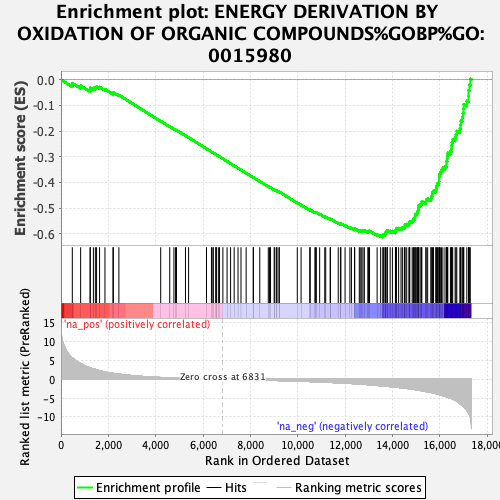 Enrichment plot: ENERGY DERIVATION BY
OXIDATION OF ORGANIC COMPOUNDS%GOBP%GO:
0015980
Enrichment score (ES)
0.0
-0.1
-0.2
-0.3
-0.4
-0.5
-0.6
'na_pos' (positively correlated)
Ranked list metric (PreRanked)
15
10
5
0
-5
-10
Zero cross at 6831
'na_neg' (negatively correlated)
0
2,000
4,000
6,000
8,000
10,000
12,000
14,000
16,000
18,000
Rank in Ordered Dataset
Enrichment profile
Hits
Ranking metric scores